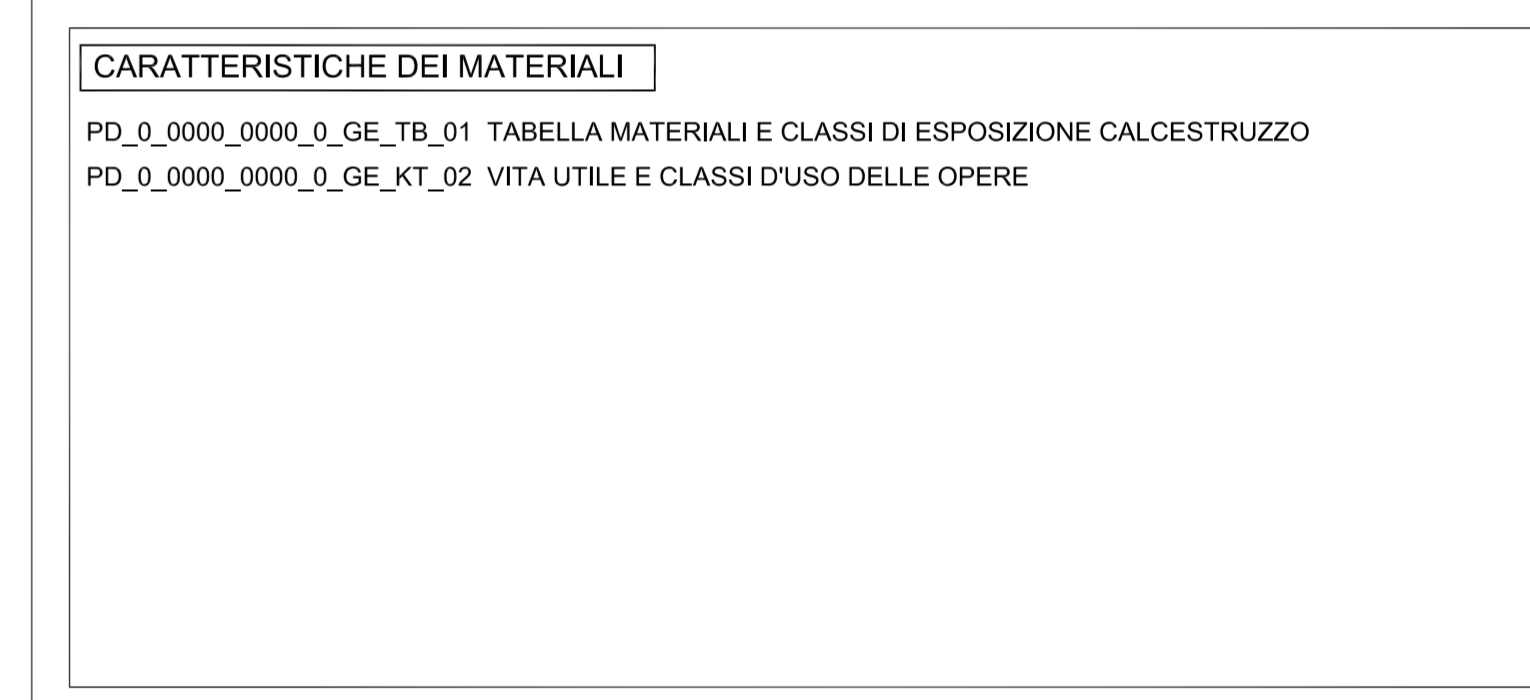 CARATTERISTICHE DEI MATERIALI
PD_0_0000_0000_0_GE_TB_01 TABELLA MATERIALI E CLASSI DI ESPOSIZIONE CALCESTRUZZO
PD_0_0000_0000_0_GE_KT_02 VITA UTILE E CLASSI D'USO DELLE OPERE